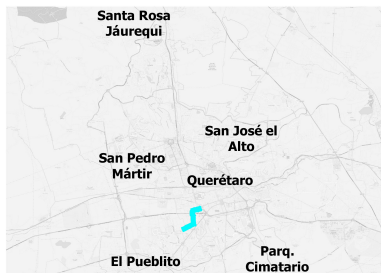 Santa Rosa
Jáurequi
San José el
Alto
San Pedro
Mártir
Querétaro
El Pueblito
Parq.
Cimatario